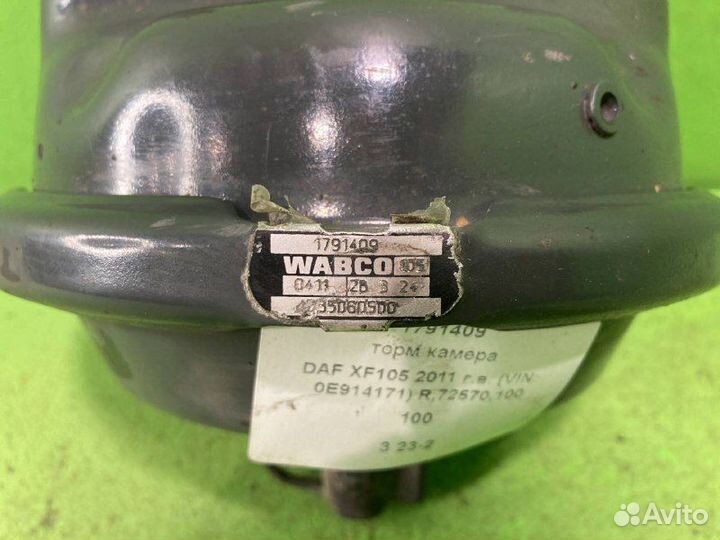 1791409
WABCO
0411 26 3 24
1791409
торм камера
DAF XF105 2011 г.в. (VIN
0E914171) R,72570,100
100
3 23-2
Avito